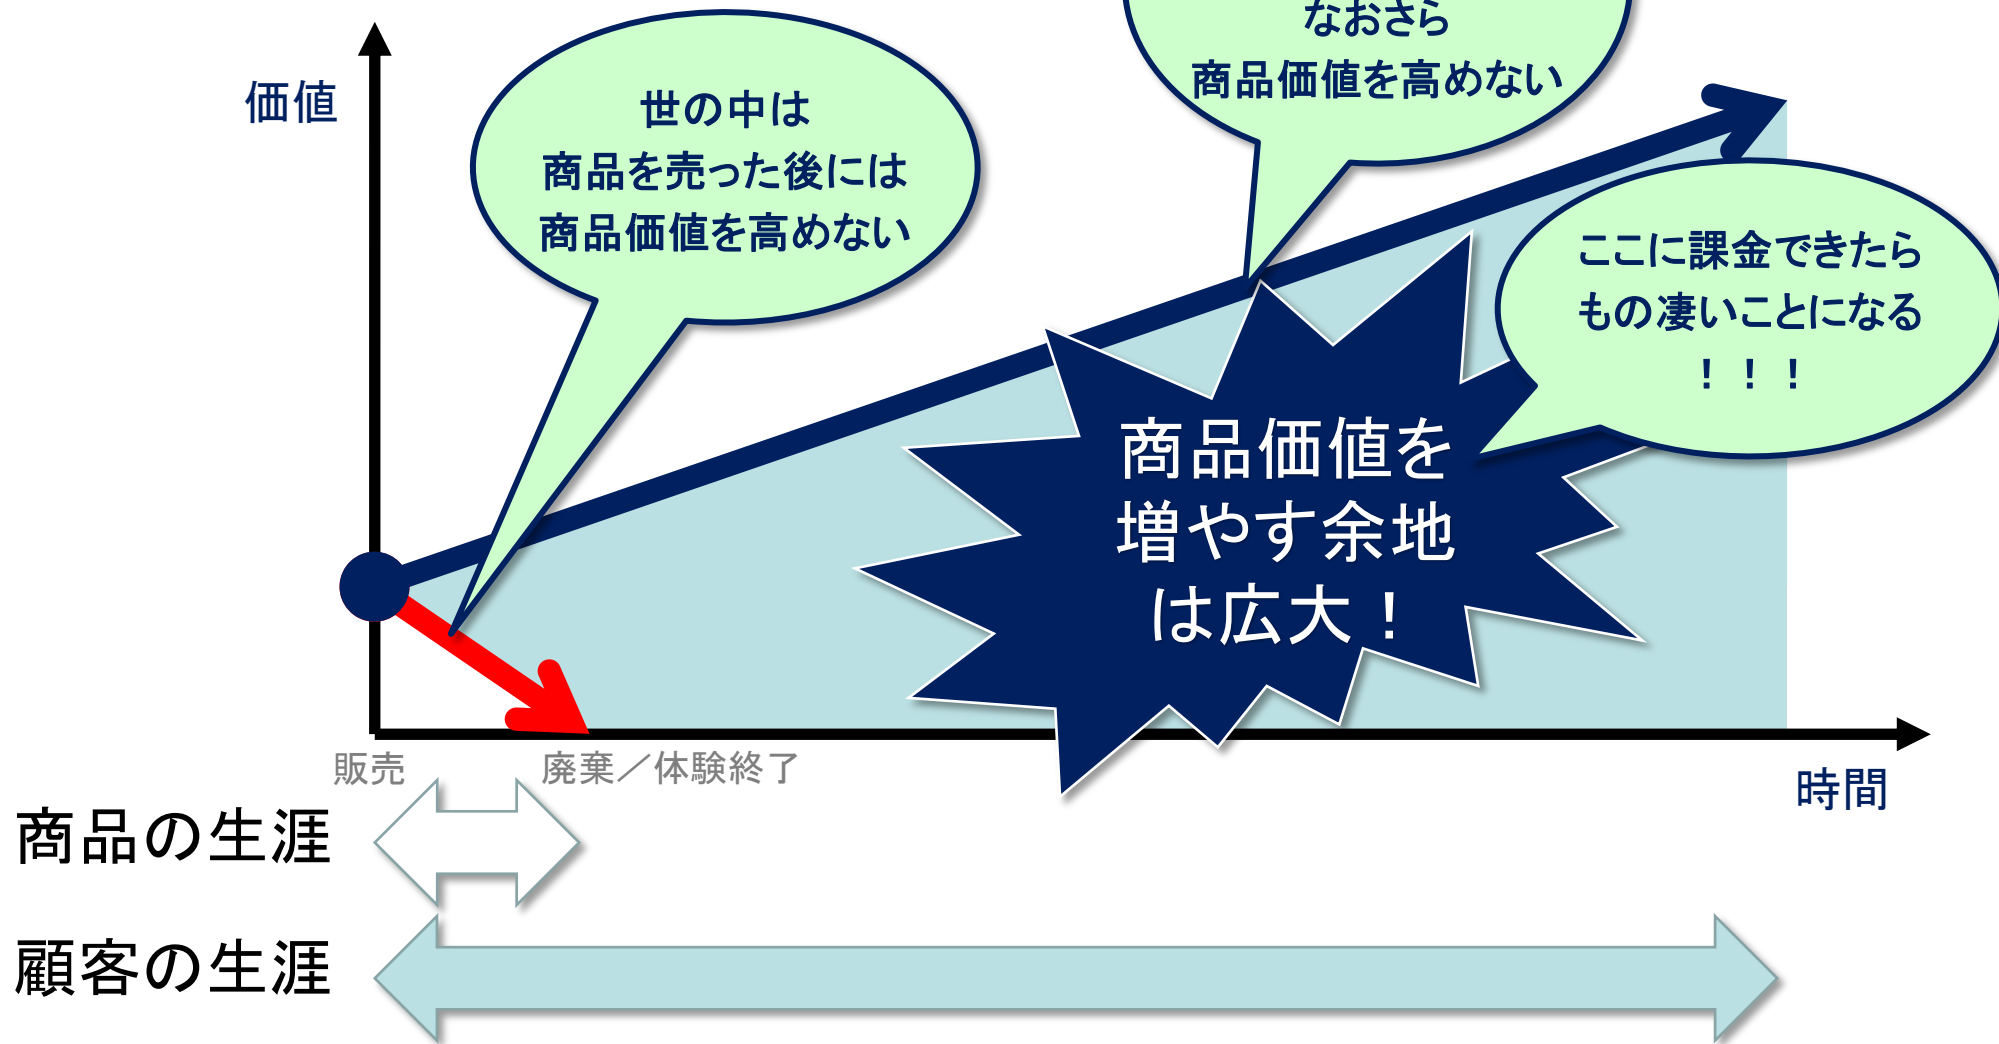 なおさら
商品価値を高めない
価値
世の中は
商品を売った後には
商品価値を高めない
ここに課金できたら
もの凄いことになる
！！！
商品価値を
増やす余地
は広大！
販売
廃棄／体験終了
時間
商品の生涯
顧客の生涯